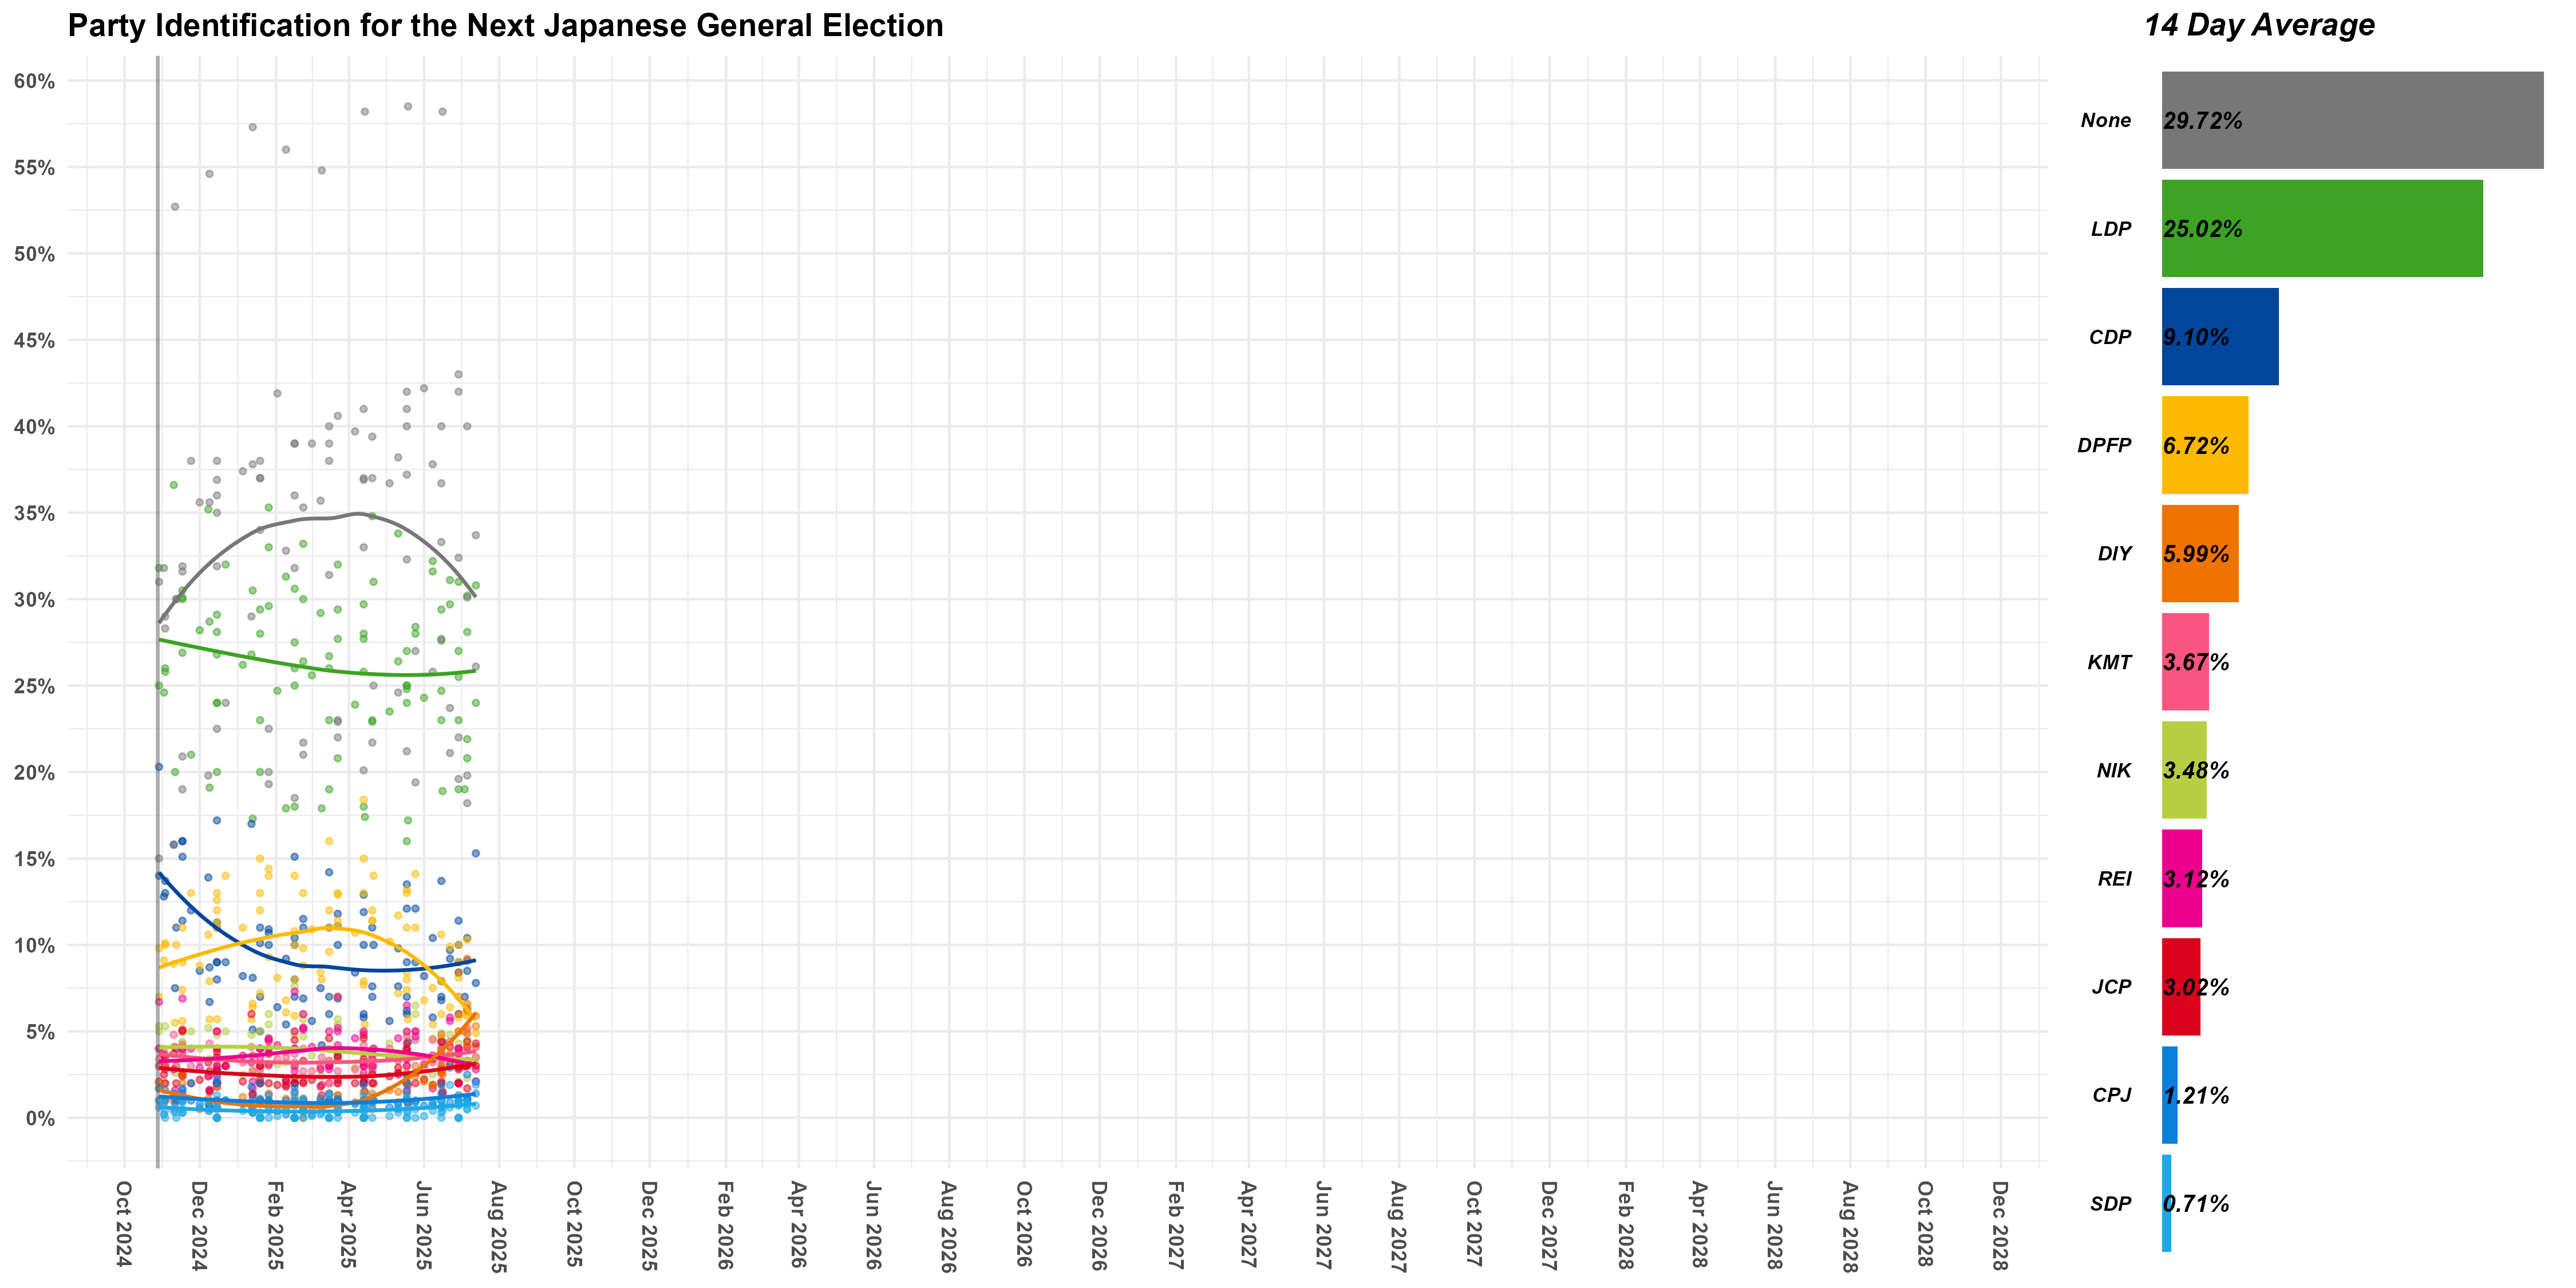 Party Identification for the Next Japanese General Election
14 Day Average
60%
55%
50%
45%
40%
35%
30%
25%
20%
15%
10%
5%
0%
Oct 2024
Dec 2024
Feb 2025
Apr 2025
Jun 2025
Aug 2025
Oct 2025
Dec 2025
Feb 2026
Apr 2026
Jun 2026
Aug 2026
Oct 2026
Dec 2026
Feb 2027
Apr 2027
Jun 2027
Aug 2027
Oct 2027
Dec 2027
Feb 2028
Apr 2028
Jun 2028
Aug 2028
Oct 2028
Dec 2028
None 29.72%
LDP 25.02%
CDP 9.10%
DPFP 6.72%
DIY 5.99%
KMT 3.67%
NIK 3.48%
REI 3.12%
JCP 3.02%
CPJ 1.21%
SDP 0.71%